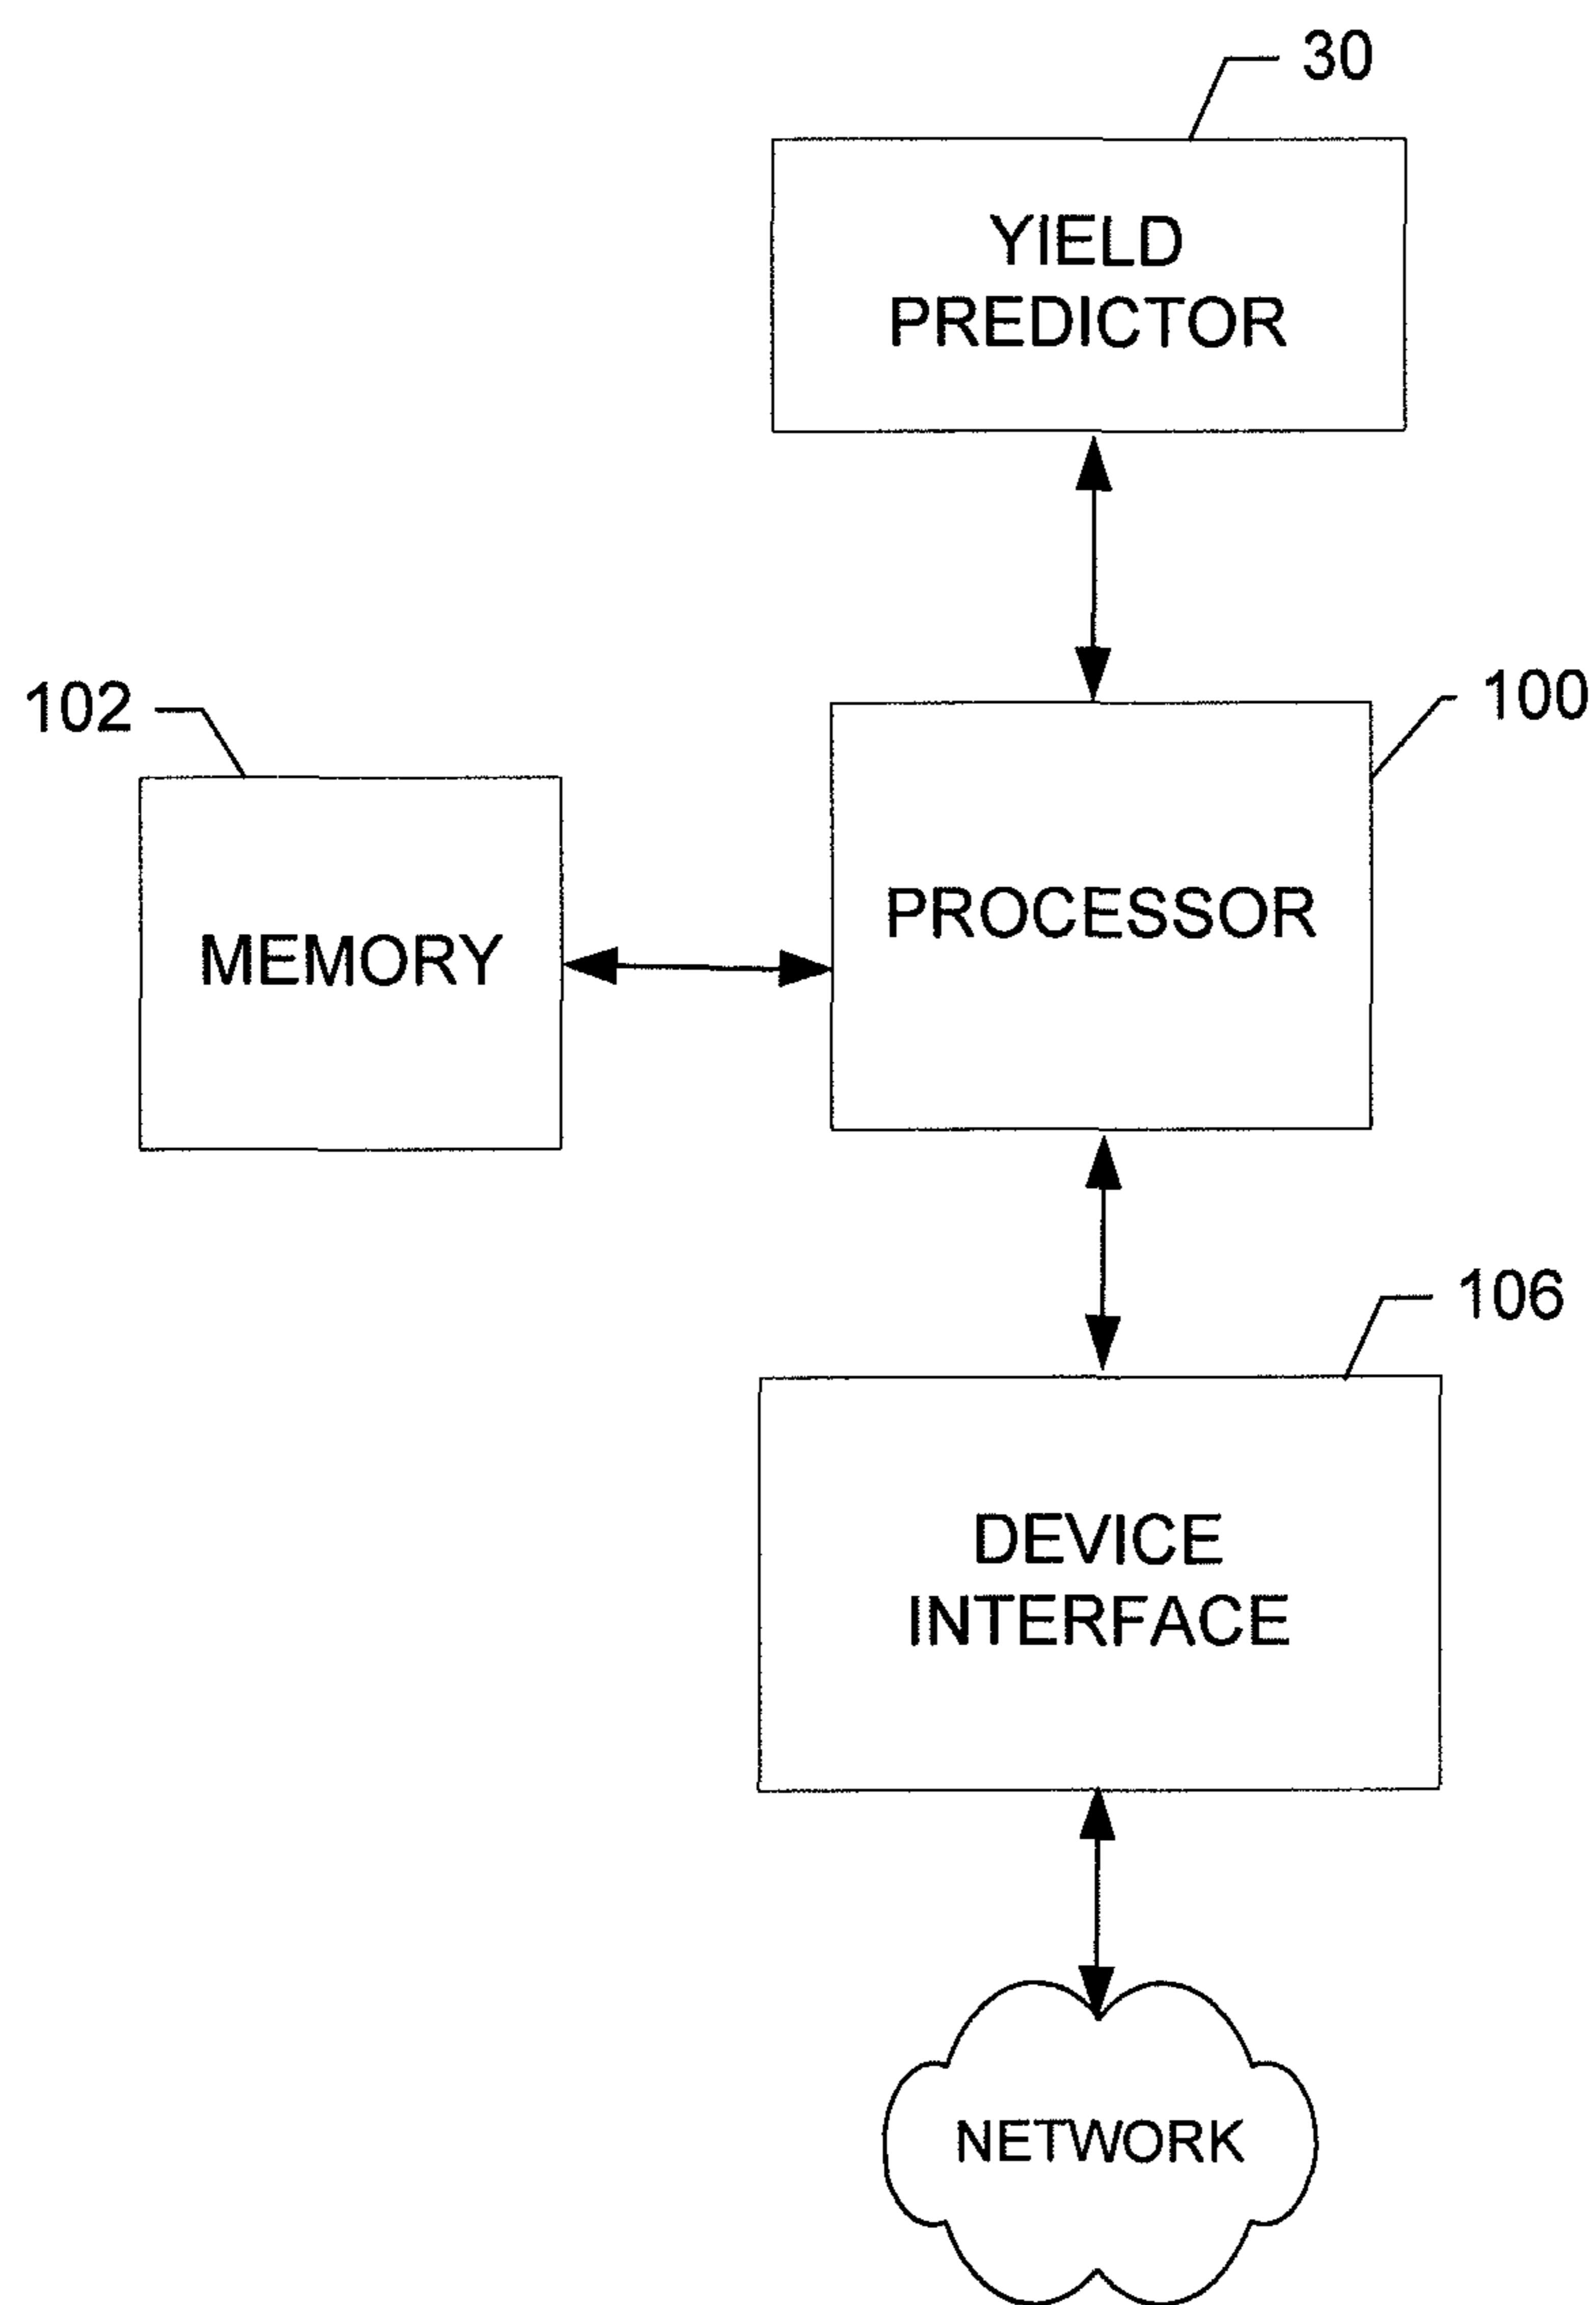 30
YIELD
PREDICTOR
102
100
MEMORY
PROCESSOR
106
DEVICE
INTERFACE
NETWORK